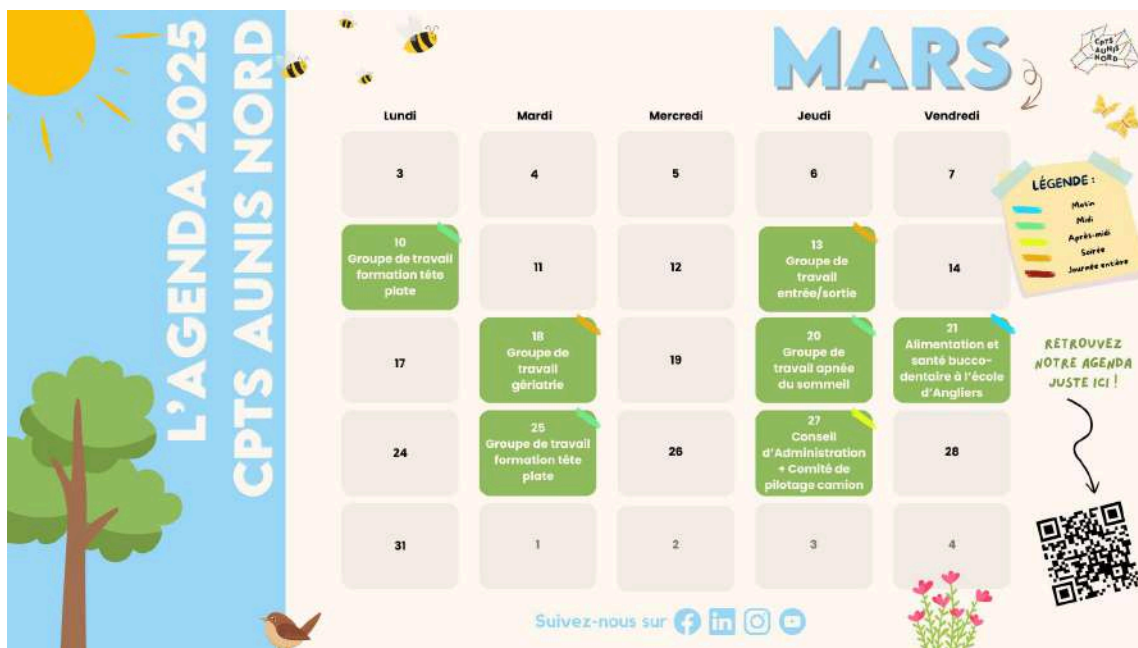 L'AGENDA 2025
CPTS AUNIS NORD
MARS
CPTS
AUNIS
NORD
Lundi Mardi Mercredi Jeudi Vendredi
3 4 5 6 7
LÉGENDE :
Matin
Midi
Après-midi
Soirée
Journée entière
10
Groupe de travail
formation tête
plate
11
12
13
Groupe de
travail
entrée/sortie
14
17
18
Groupe de
travail
gériatrie
19
20
Groupe de
travail apnée
du sommeil
21
Alimentation et
santé bucco-
dentaire à l'école
d'Angliers
RETROUVEZ
NOTRE AGENDA
JUSTE ICI !
24
25
Groupe de travail
formation tête
plate
26
27
Conseil
d'Administration
+ Comité de
pilotage camion
28
31 1 2 3 4
Suivez-nous sur